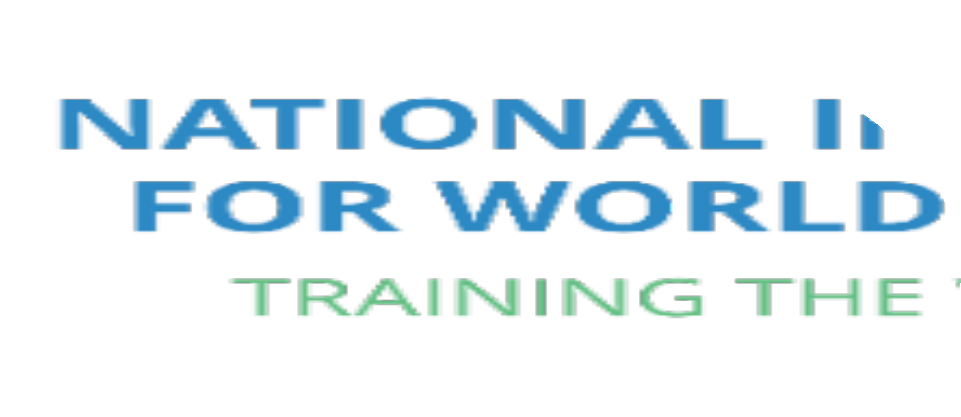 NATIONAL
FOR WORLD
TRAINING THE